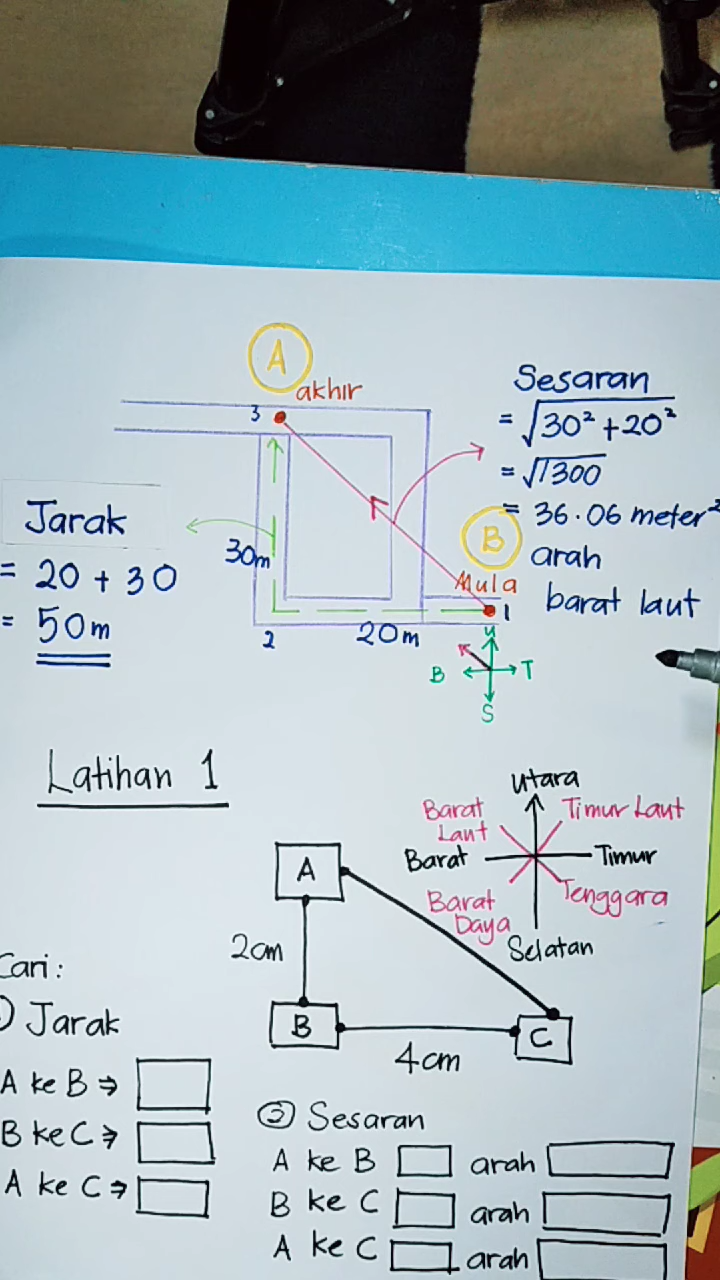 A
akhir
3
Sesaran
= √30² + 20²
= √1300
= 36.06 meter²
arah
barat laut
B
Mula
1
Jarak
= 20 + 30
= 50m
30m
2
20m
U
B
T
S
Latihan 1
Utara
Barat Laut
Timur Laut
Barat
Timur
Barat Daya
Tenggara
Selatan
A
2cm
B
4cm
C
Cari:
Jarak
A ke B ⇒
B ke C ⇒
A ke C ⇒
② Sesaran
A ke B arah
B ke C arah
A ke C arah